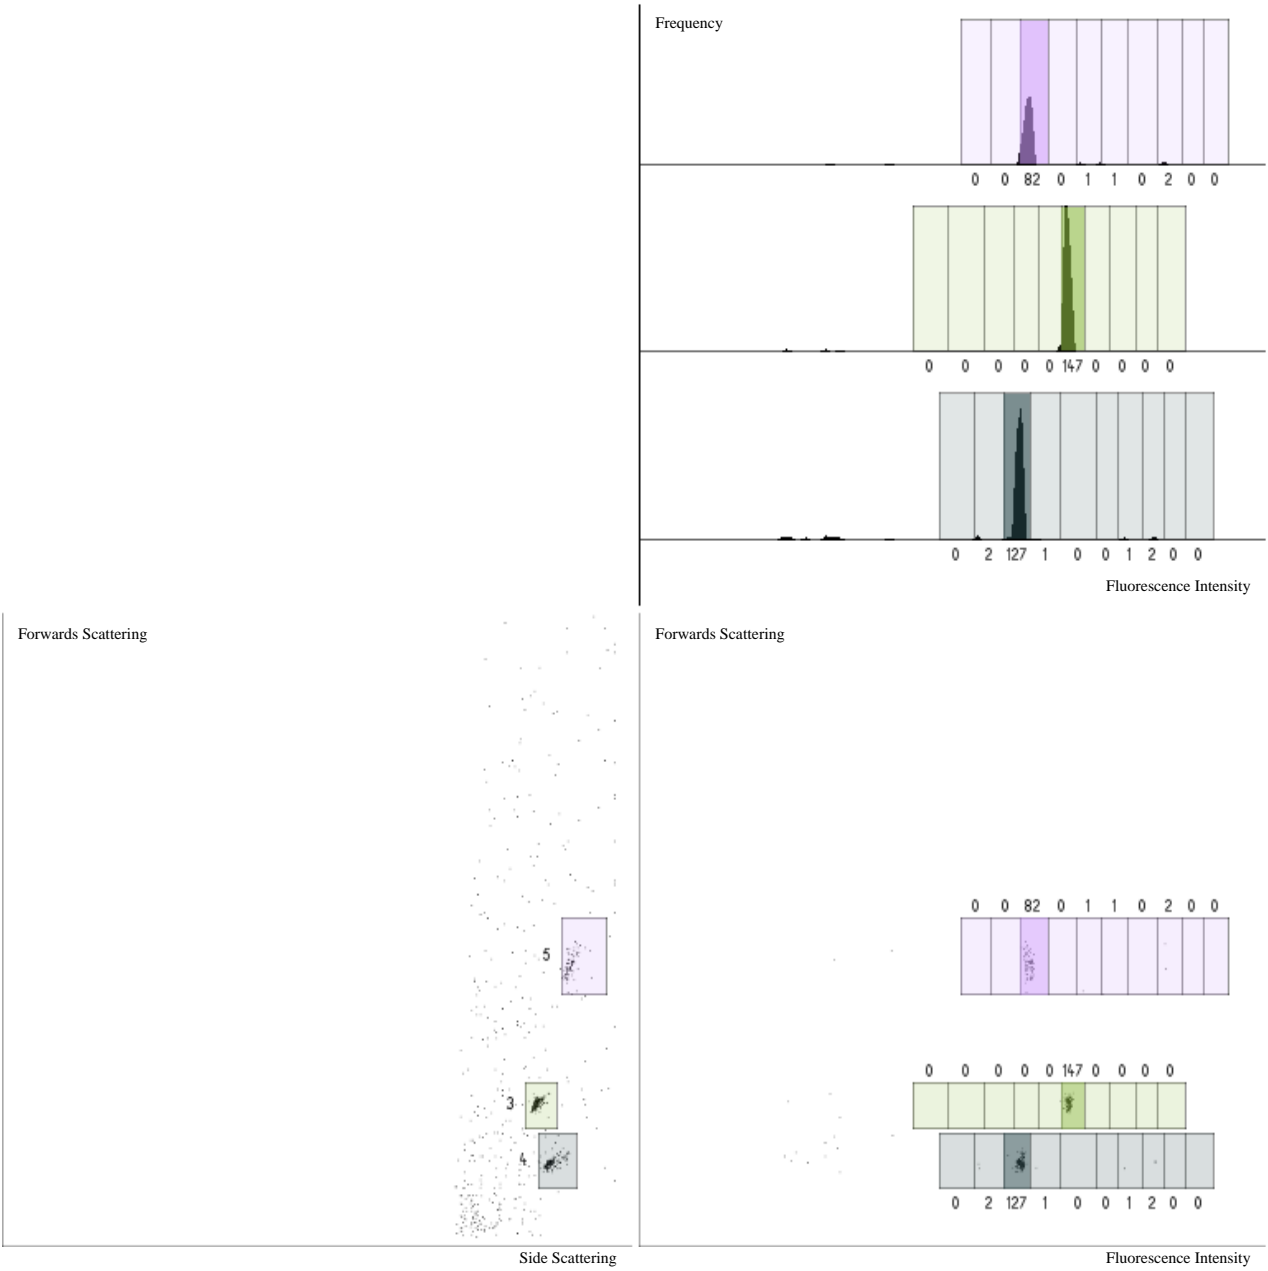 Frequency
0 0 82 0 1 1 0 2 0 0
0 0 0 0 0 147 0 0 0 0
0 2 127 1 0 0 1 2 0 0
Fluorescence Intensity
Forwards Scattering
5
3
4
Side Scattering
Forwards Scattering
0 0 82 0 1 1 0 2 0 0
0 0 0 0 0 147 0 0 0 0
0 2 127 1 0 0 1 2 0 0
Fluorescence Intensity